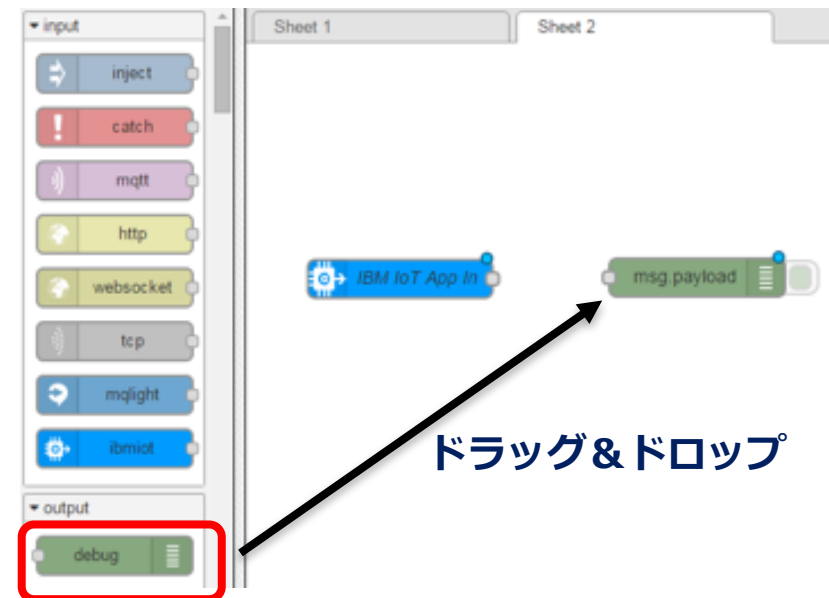 input
inject
catch
mqtt
http
websocket
tcp
mqlight
ibmiot
output
debug
Sheet 1
Sheet 2
IBM IoT App In
msg.payload
ドラッグ&ドロップ